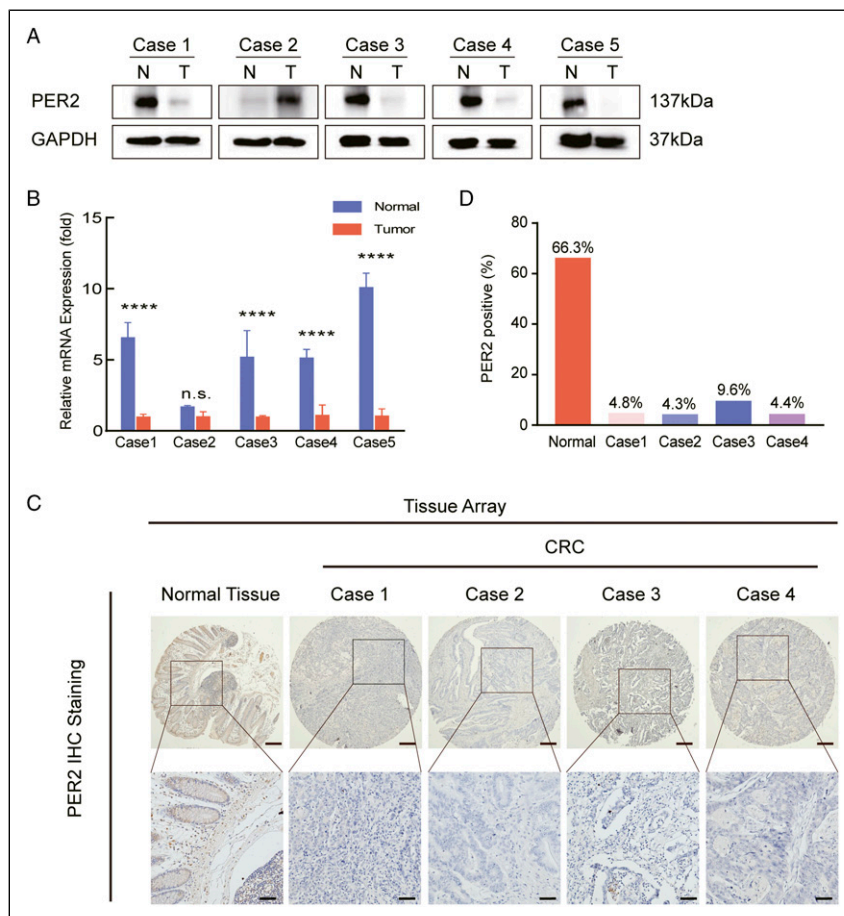 A
Case 1 Case 2 Case 3 Case 4 Case 5
N T N T N T N T N T
PER2 137kDa
GAPDH 37kDa
B
Relative mRNA Expression (fold)
15
10
5
0
Normal
Tumor
****
n.s.
****
****
****
Case1 Case2 Case3 Case4 Case5
D
PER2 positive (%)
80
60
40
20
0
66.3%
4.8%
4.3%
9.6%
4.4%
Normal Case1 Case2 Case3 Case4
C
Tissue Array
CRC
Normal Tissue Case 1 Case 2 Case 3 Case 4
PER2 IHC Staining